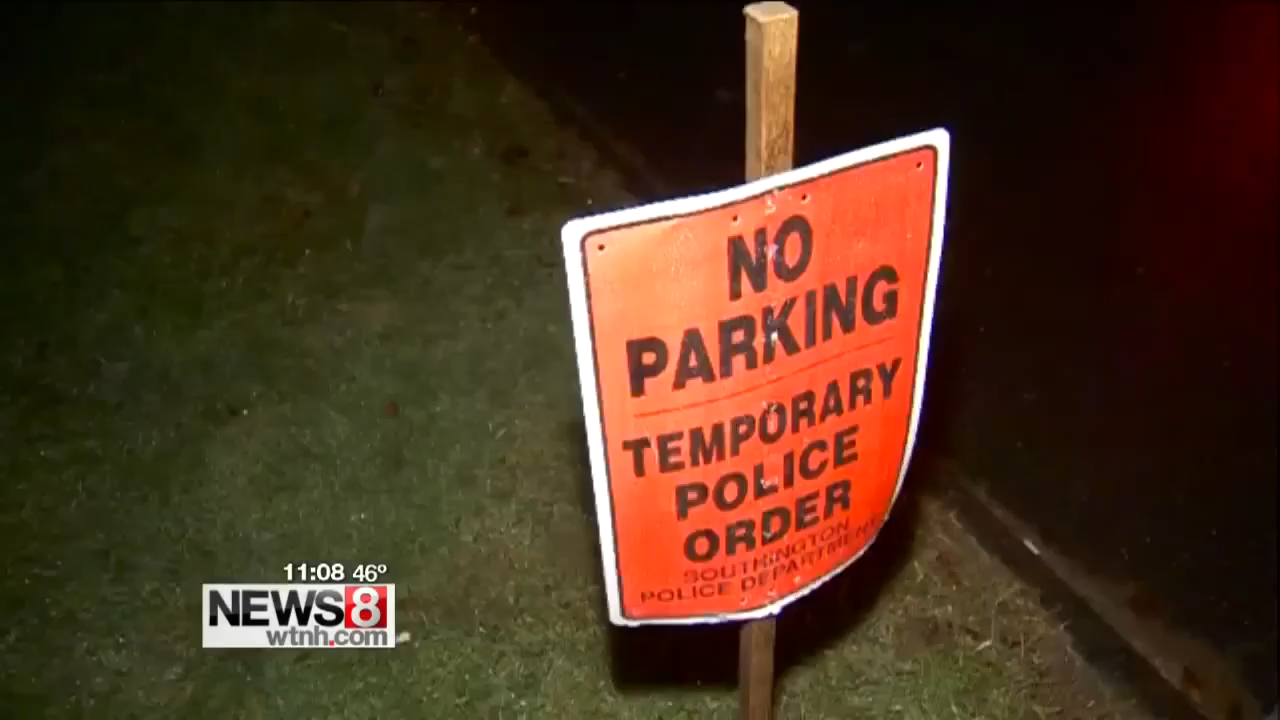 NO
PARKING
TEMPORARY
POLICE
ORDER
SOUTHINGTON
POLICE DEPARTMENT
11:08 46°
NEWS8
wtnh.com